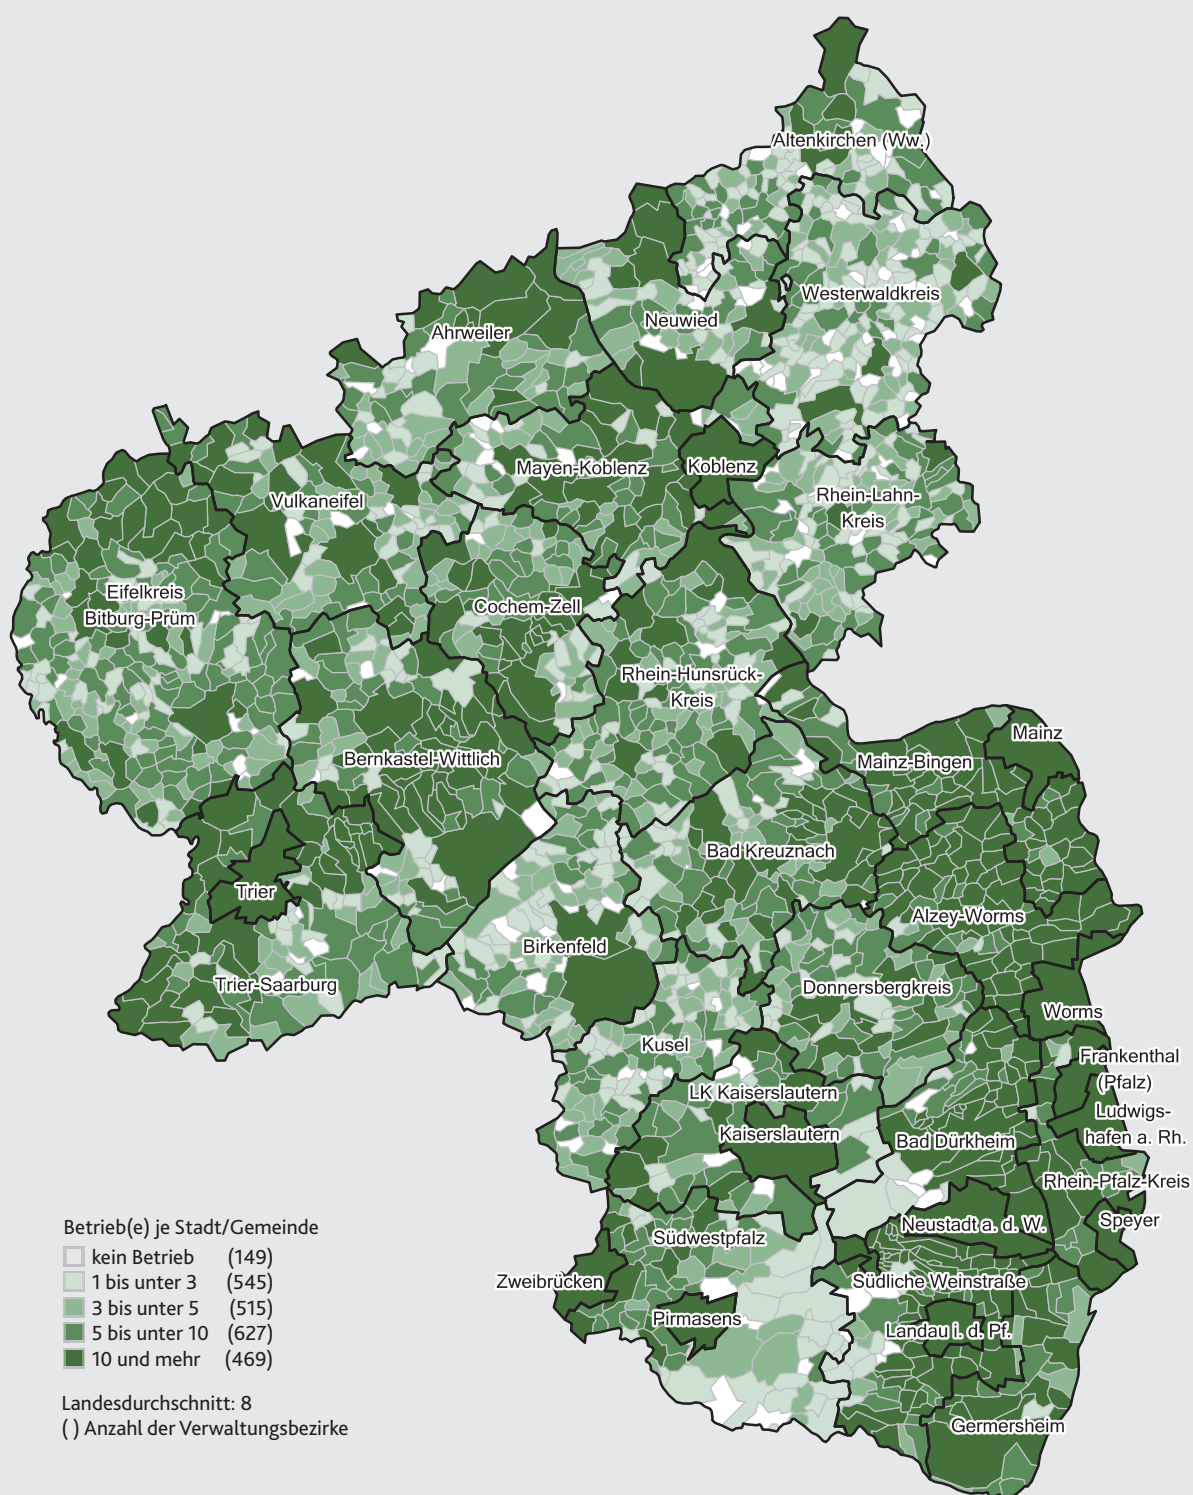 Altenkirchen (Ww.)
Westerwaldkreis
Neuwied
Ahrweiler
Mayen-Koblenz
Koblenz
Rhein-Lahn-
Kreis
Vulkaneifel
Eifelkreis
Bitburg-Prüm
Cochem-Zell
Rhein-Hunsrück-
Kreis
Mainz
Mainz-Bingen
Bernkastel-Wittlich
Bad Kreuznach
Trier
Alzey-Worms
Birkenfeld
Trier-Saarburg
Donnersbergkreis
Worms
Kusel
Frankenthal
(Pfalz)
LK Kaiserslautern
Ludwigs-
hafen a. Rh.
Kaiserslautern
Bad Dürkheim
Rhein-Pfalz-Kreis
Speyer
Neustadt a. d. W.
Südwestpfalz
Zweibrücken
Südliche Weinstraße
Pirmasens
Landau i. d. Pf.
Germersheim
Betrieb(e) je Stadt/Gemeinde
kein Betrieb (149)
1 bis unter 3 (545)
3 bis unter 5 (515)
5 bis unter 10 (627)
10 und mehr (469)
Landesdurchschnitt: 8
( ) Anzahl der Verwaltungsbezirke